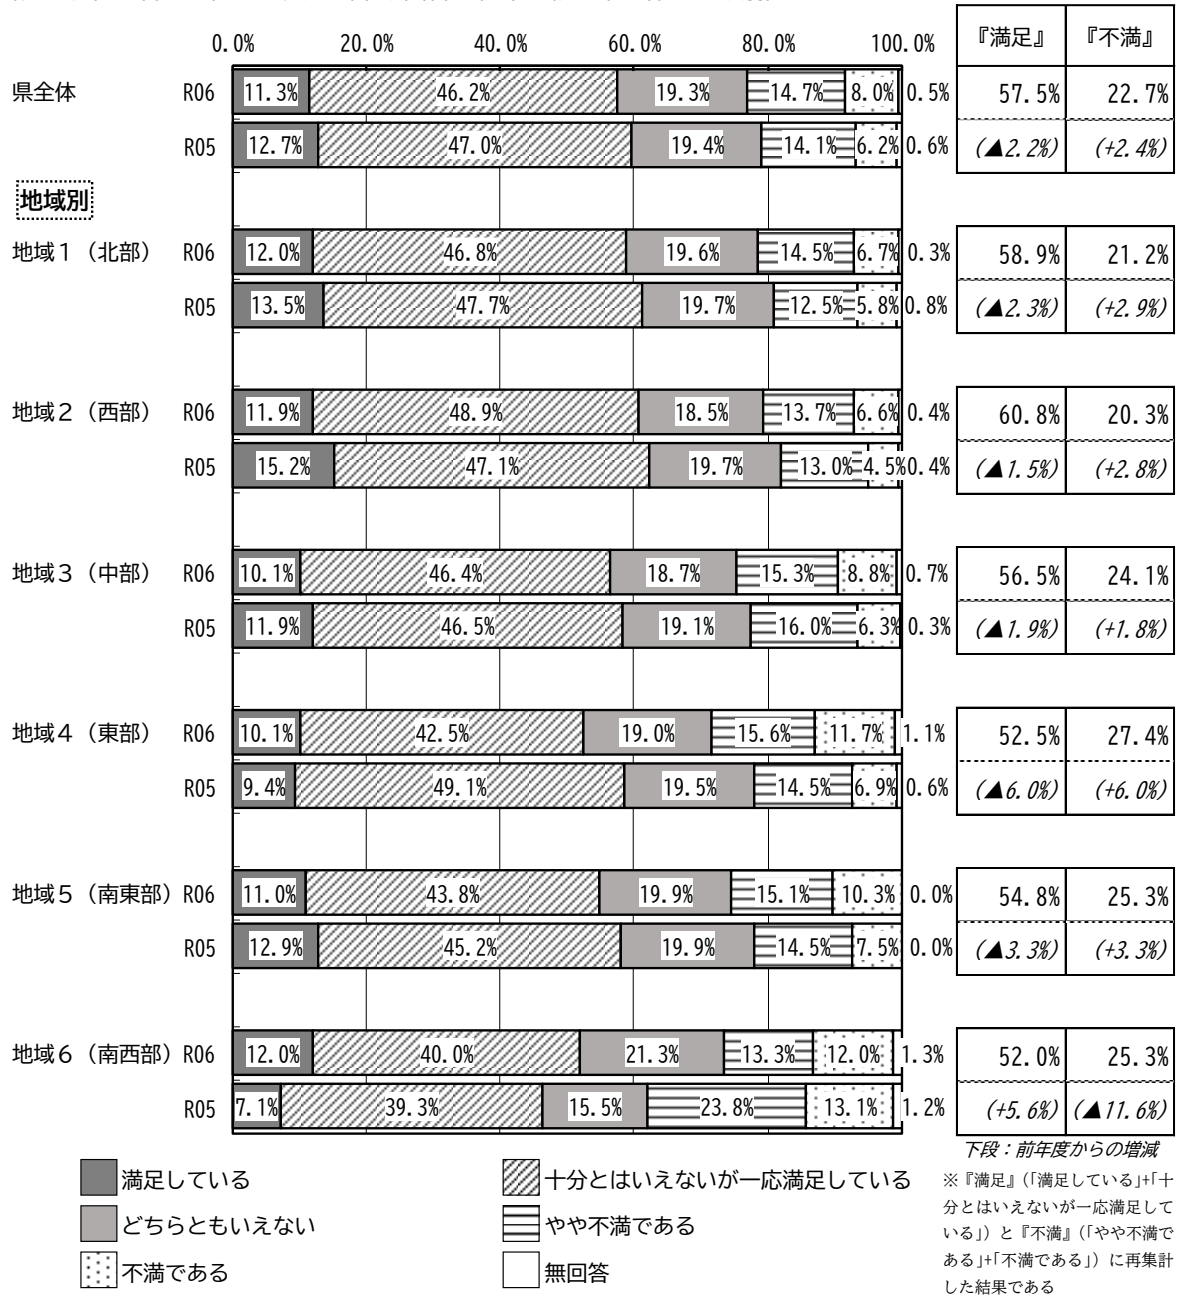 0.0% 20.0% 40.0% 60.0% 80.0% 100.0% 『満足』 『不満』
県全体 R06 11.3% 46.2% 19.3% 14.7% 8.0% 0.5% 57.5% 22.7%
R05 12.7% 47.0% 19.4% 14.1% 6.2% 0.6% (▲2.2%) (+2.4%)
地域別
地域1（北部） R06 12.0% 46.8% 19.6% 14.5% 6.7% 0.3% 58.9% 21.2%
R05 13.5% 47.7% 19.7% 12.5% 5.8% 0.8% (▲2.3%) (+2.9%)
地域2（西部） R06 11.9% 48.9% 18.5% 13.7% 6.6% 0.4% 60.8% 20.3%
R05 15.2% 47.1% 19.7% 13.0% 4.5% 0.4% (▲1.5%) (+2.8%)
地域3（中部） R06 10.1% 46.4% 18.7% 15.3% 8.8% 0.7% 56.5% 24.1%
R05 11.9% 46.5% 19.1% 16.0% 6.3% 0.3% (▲1.9%) (+1.8%)
地域4（東部） R06 10.1% 42.5% 19.0% 15.6% 11.7% 1.1% 52.5% 27.4%
R05 9.4% 49.1% 19.5% 14.5% 6.9% 0.6% (▲6.0%) (+6.0%)
地域5（南東部） R06 11.0% 43.8% 19.9% 15.1% 10.3% 0.0% 54.8% 25.3%
R05 12.9% 45.2% 19.9% 14.5% 7.5% 0.0% (▲3.3%) (+3.3%)
地域6（南西部） R06 12.0% 40.0% 21.3% 13.3% 12.0% 1.3% 52.0% 25.3%
R05 7.1% 39.3% 15.5% 23.8% 13.1% 1.2% (+5.6%) (▲11.6%)
下段：前年度からの増減
満足している 十分とはいえないが一応満足している
どちらともいえない やや不満である
不満である 無回答
※『満足』(「満足している」+「十
分とはいえないが一応満足して
いる」）と『不満』(「やや不満で
ある」+「不満である」）に再集計
した結果である